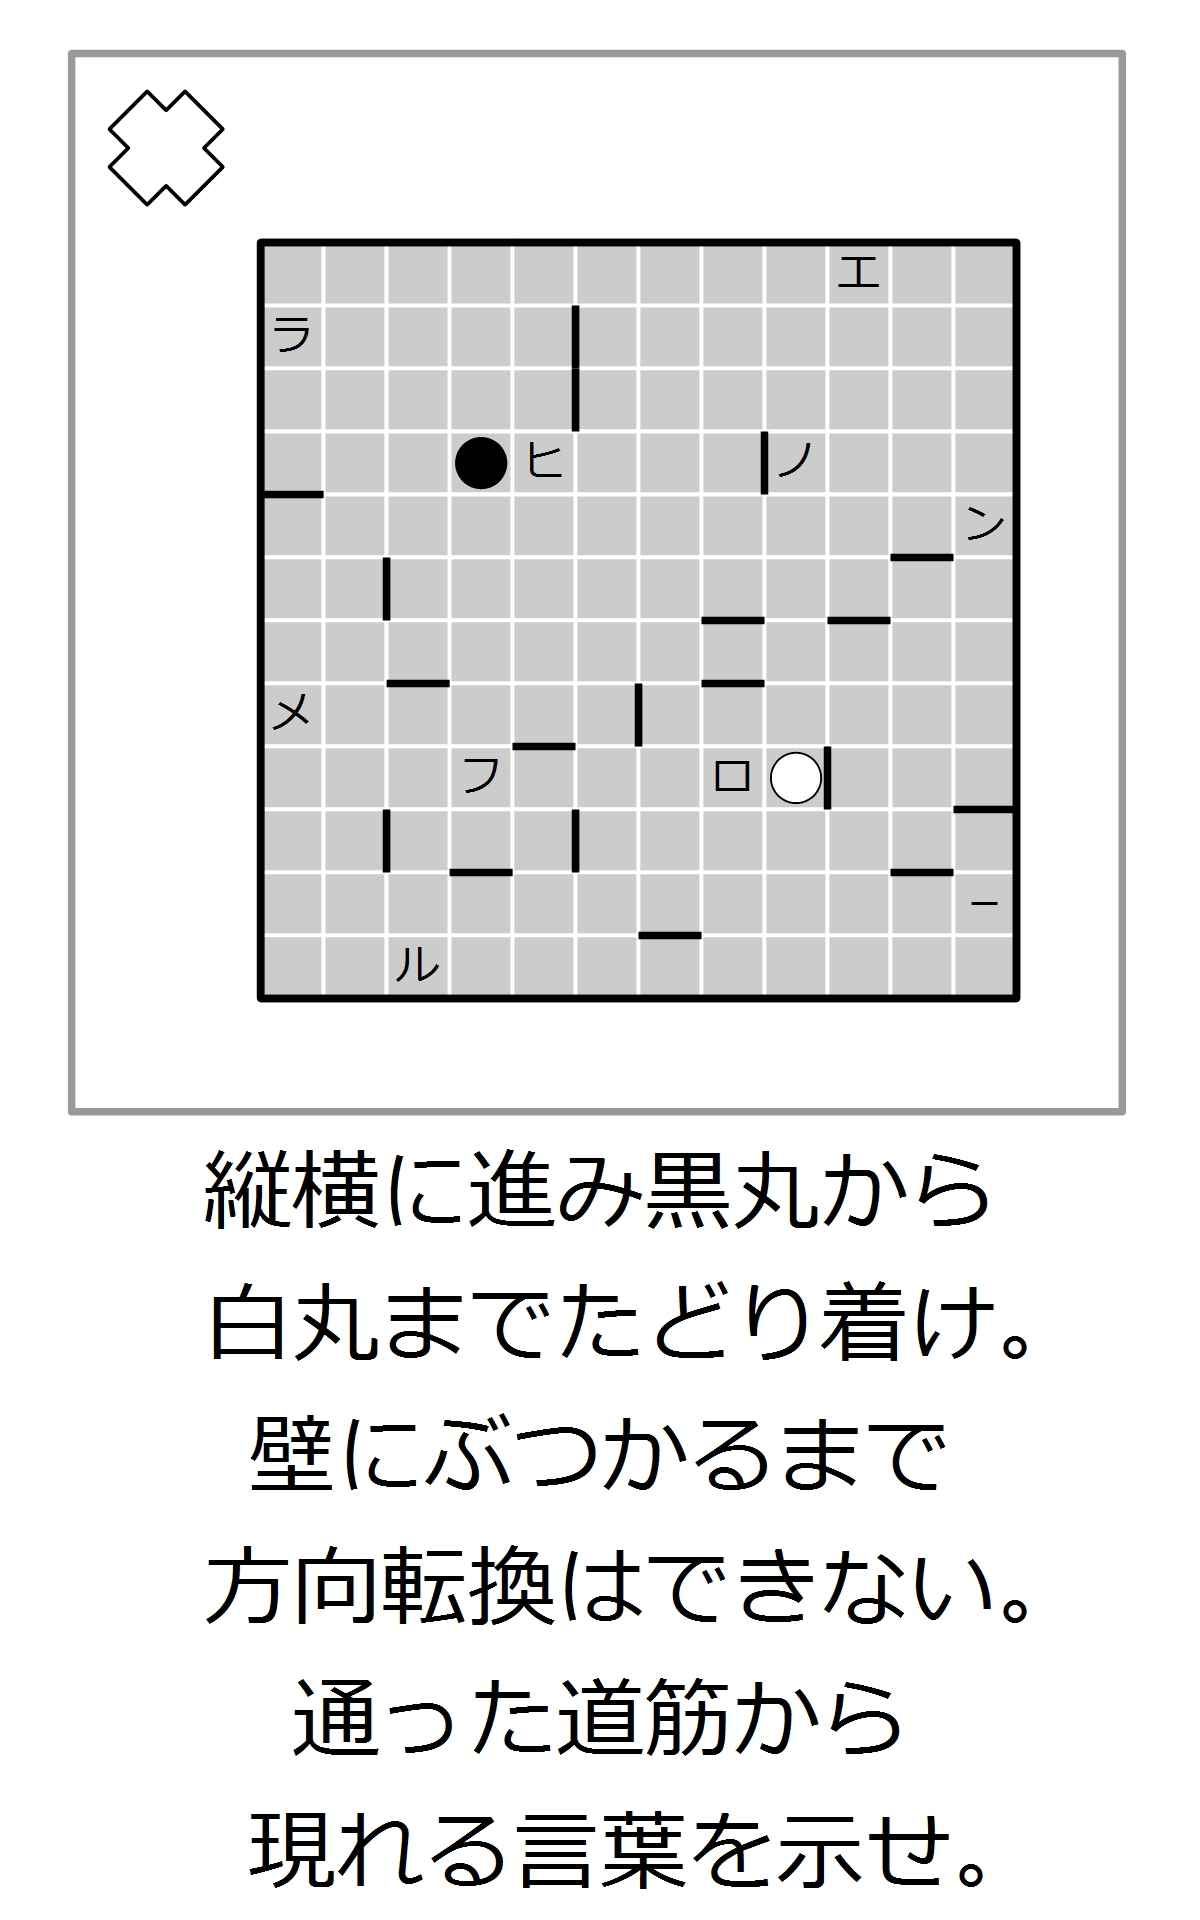 エ
ラ
ヒ ノ
ン
メ
フ ロ
ー
ル
縦横に進み黒丸から
白丸までたどり着け。
壁にぶつかるまで
方向転換はできない。
通った道筋から
現れる言葉を示せ。